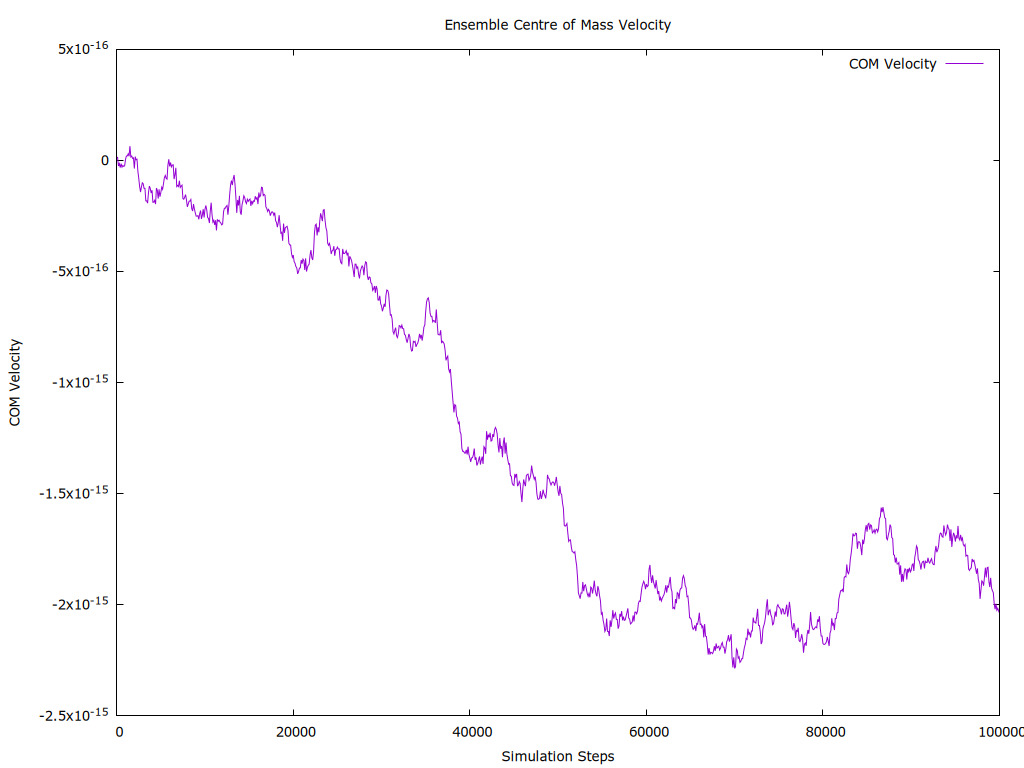 Ensemble Centre of Mass Velocity
COM Velocity
5x10^-16
0
-5x10^-16
-1x10^-15
-1.5x10^-15
-2x10^-15
-2.5x10^-15
COM Velocity
0 20000 40000 60000 80000 100000
Simulation Steps